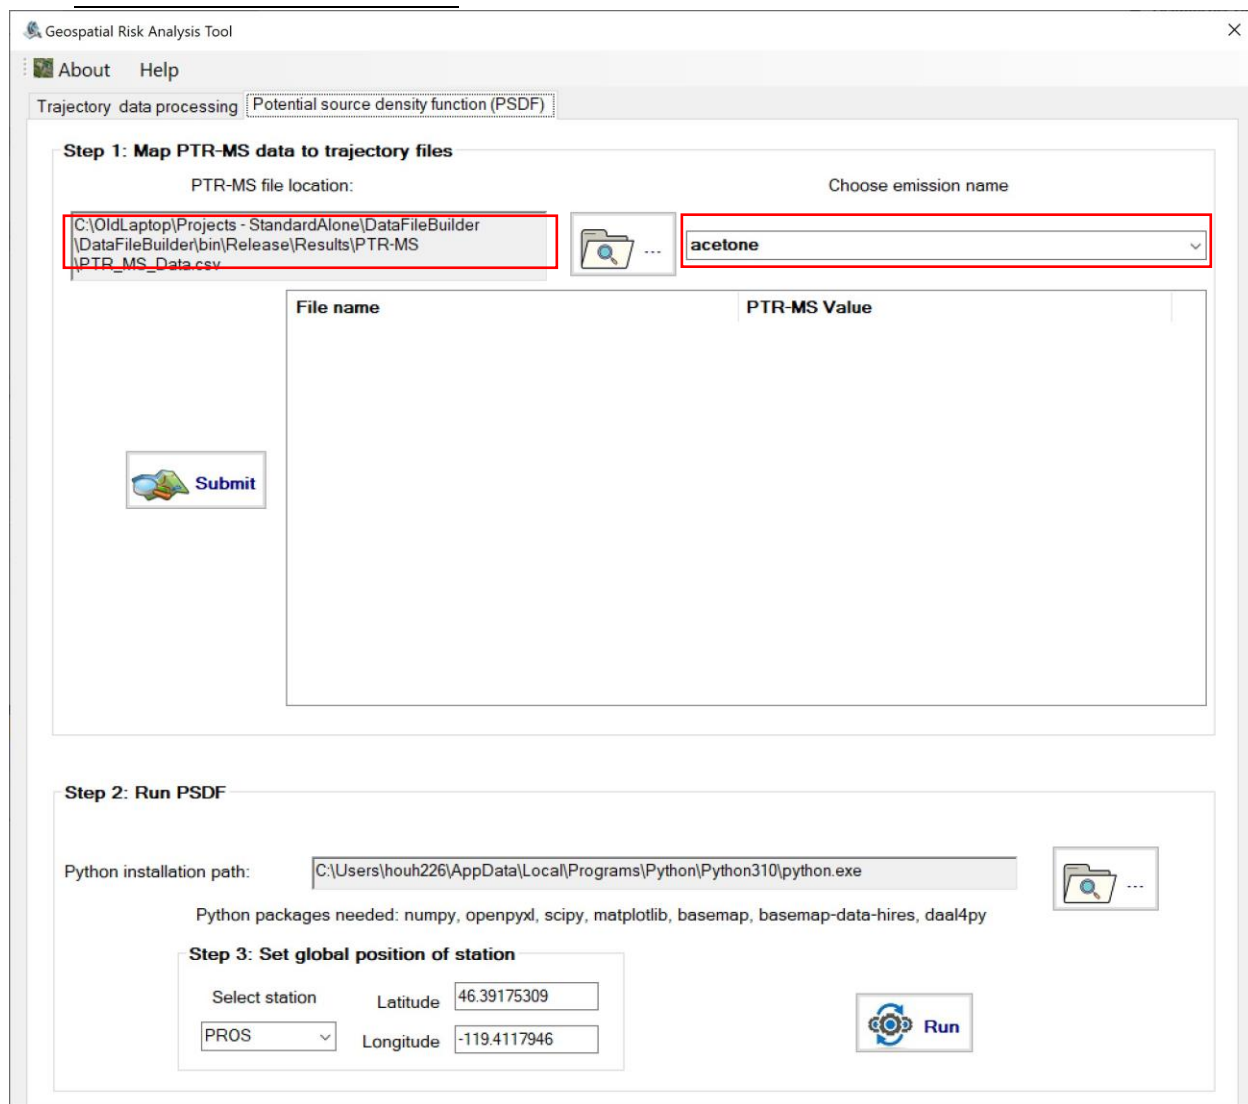 Geospatial Risk Analysis Tool
About Help
Trajectory data processing Potential source density function (PSDF)
Step 1: Map PTR-MS data to trajectory files
PTR-MS file location: Choose emission name
C:\OldLaptop\Projects - StandardAlone\DataFileBuilder
\DataFileBuilder\bin\Release\Results\PTR-MS
\PTR_MS_Data.csv
...
acetone
File name PTR-MS Value
Submit
Step 2: Run PSDF
Python installation path: C:\Users\houh226\AppData\Local\Programs\Python\Python310\python.exe ...
Python packages needed: numpy, openpyxl, scipy, matplotlib, basemap, basemap-data-hires, daal4py
Step 3: Set global position of station
Select station Latitude 46.39175309
PROS Longitude -119.4117946
Run